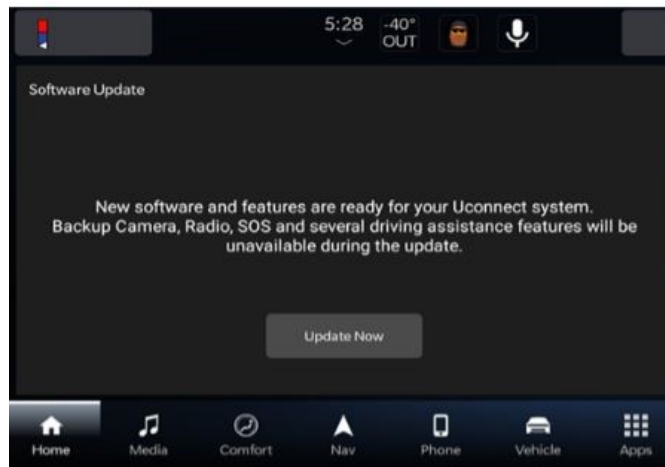 5:28 -40°
OUT
Software Update
New software and features are ready for your Uconnect system.
Backup Camera, Radio, SOS and several driving assistance features will be
unavailable during the update.
Update Now
Home Media Comfort Nav Phone Vehicle Apps